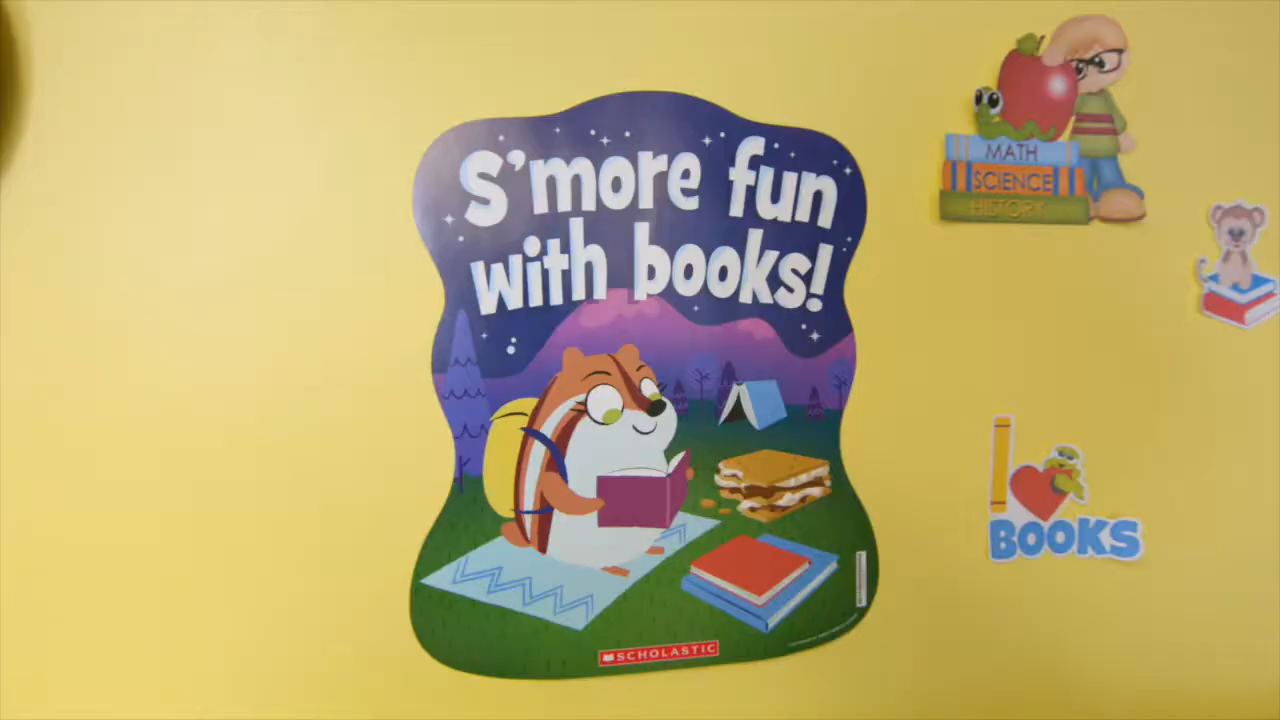 S'more fun
with books!
SCHOLASTIC
MATH
SCIENCE
HISTORY
I
BOOKS